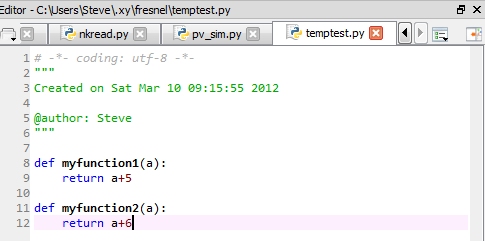 Editor - C:\Users\Steve\.xy\fresnel\temptest.py
nkread.py
pv_sim.py
temptest.py
1 # -*- coding: utf-8 -*-
2 """
3 Created on Sat Mar 10 09:15:55 2012
4
5 @author: Steve
6 """
7
8 def myfunction1(a):
9     return a+5
10
11 def myfunction2(a):
12     return a+6